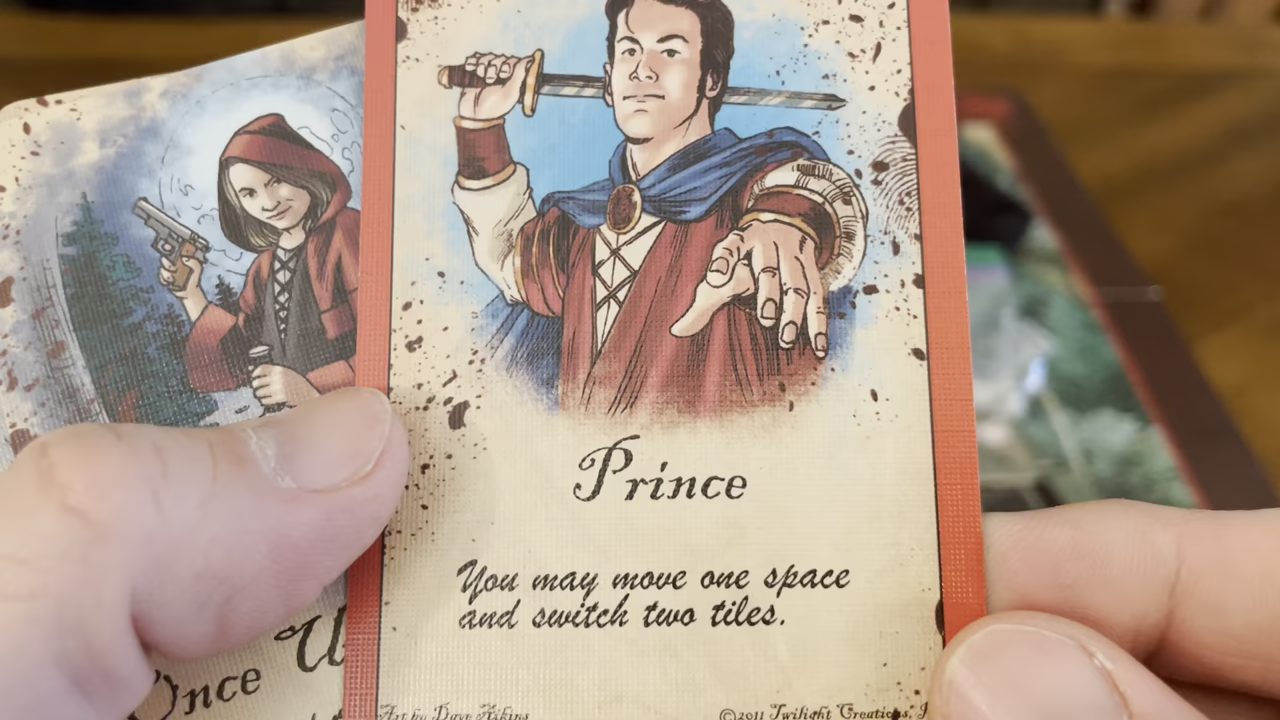 Prince
You may move one space
and switch two tiles.
Once U
Art by Dave Askins
©2011 Twilight Creations, I